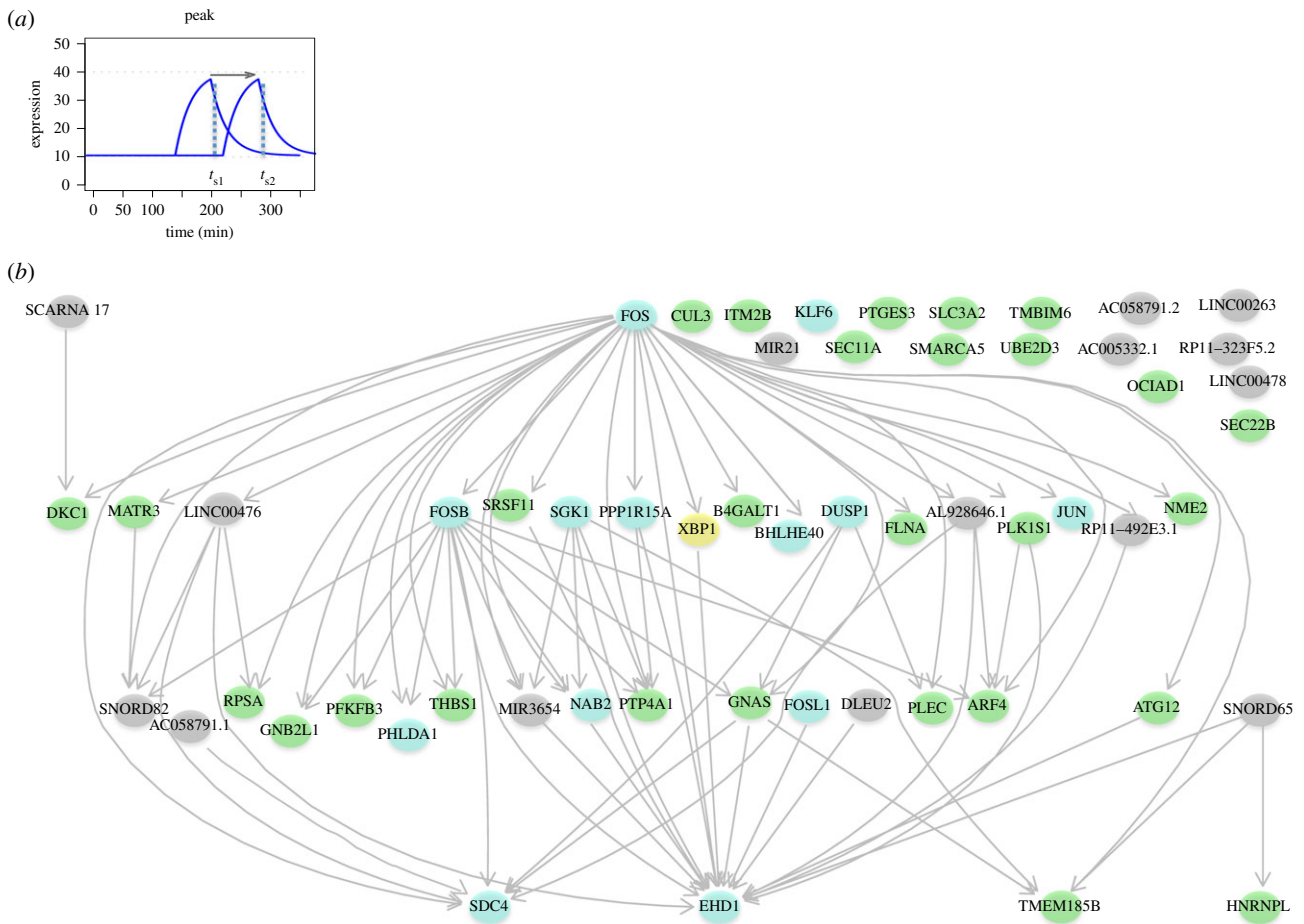 (a)
peak
50
40
30
20
10
0
expression
ts1 ts2
0 50 100 200 300
time (min)
(b)
SCARNA 17
FOS CUL3 ITM2B KLF6 PTGES3 SLC3A2 TMBIM6 AC058791.2 LINC00263
MIR21 SEC11A SMARCA5 UBE2D3 AC005332.1 RP11–323F5.2
OCIAD1 LINC00478
SEC22B
DKC1 MATR3 LINC00476 FOSB SRSF11 SGK1 PPP1R15A XBP1 B4GALT1 BHLHE40 DUSP1 FLNA AL928646.1 PLK1S1 JUN RP11–492E3.1 NME2
SNORD82 AC058791.1 RPSA GNB2L1 PFKFB3 PHLDA1 THBS1 MIR3654 NAB2 PTP4A1 GNAS FOSL1 DLEU2 PLEC ARF4 ATG12 SNORD65
SDC4 EHD1 TMEM185B HNRNPL